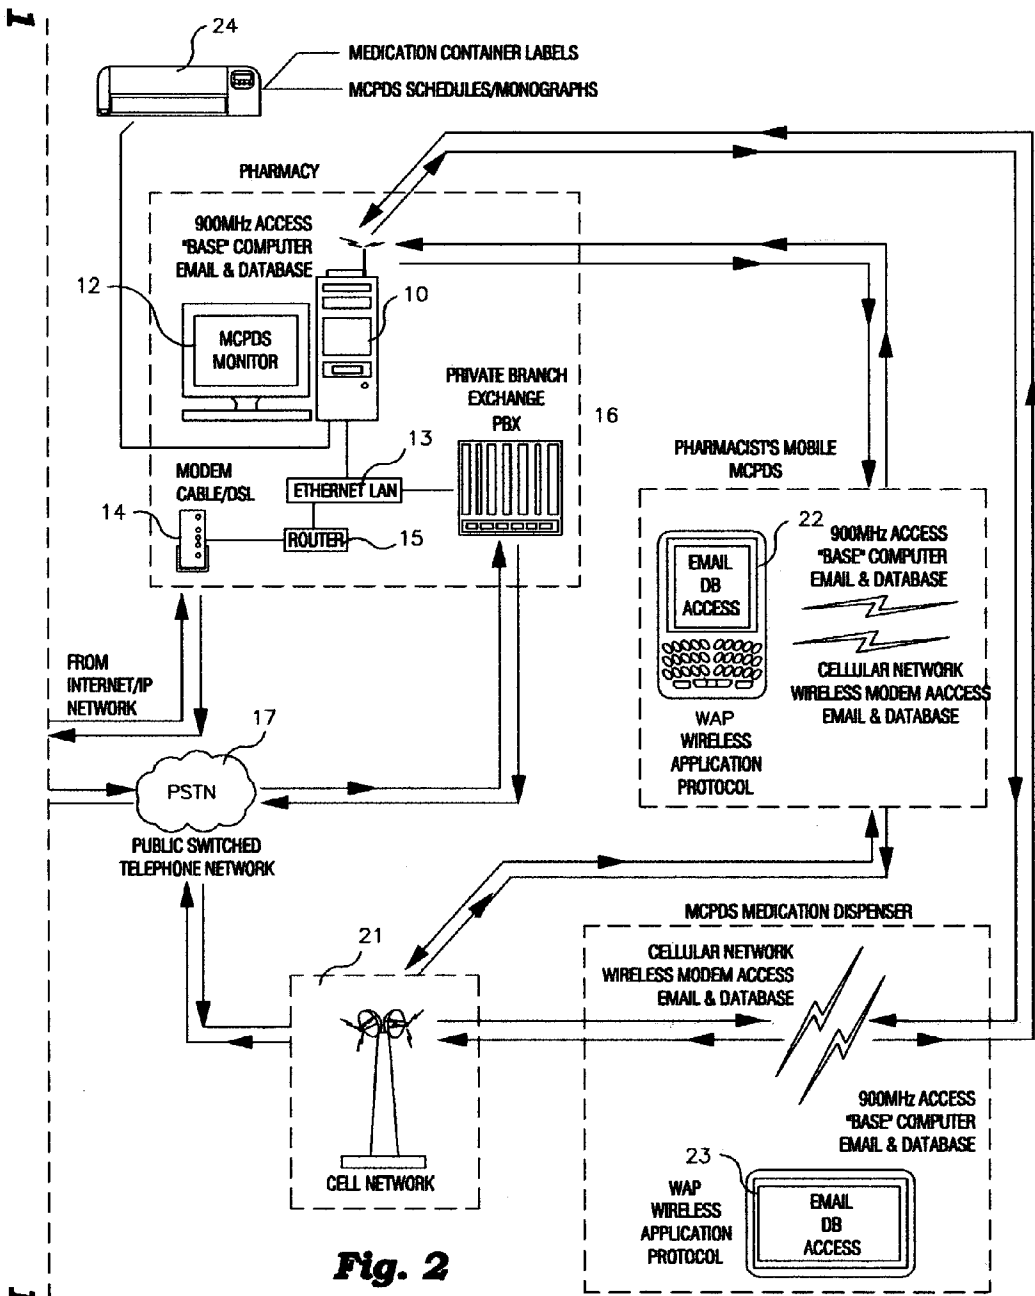 I
24
MEDICATION CONTAINER LABELS
MCPDS SCHEDULES/MONOGRAPHS
PHARMACY
900MHz ACCESS
"BASE" COMPUTER
EMAIL & DATABASE
12
10
MCPDS
MONITOR
PRIVATE BRANCH
EXCHANGE
PBX
16
13
MODEM
CABLE/DSL
ETHERNET LAN
14
ROUTER
15
PHARMACIST'S MOBILE
MCPDS
22
EMAIL
DB
ACCESS
900MHz ACCESS
"BASE" COMPUTER
EMAIL & DATABASE
CELLULAR NETWORK
WIRELESS MODEM AACCESS
EMAIL & DATABASE
WAP
WIRELESS
APPLICATION
PROTOCOL
FROM
INTERNET/IP
NETWORK
17
PSTN
PUBLIC SWITCHED
TELEPHONE NETWORK
21
CELL NETWORK
MCPDS MEDICATION DISPENSER
CELLULAR NETWORK
WIRELESS MODEM ACCESS
EMAIL & DATABASE
900MHz ACCESS
"BASE" COMPUTER
EMAIL & DATABASE
23
WAP
WIRELESS
APPLICATION
PROTOCOL
EMAIL
DB
ACCESS
Fig. 2
I